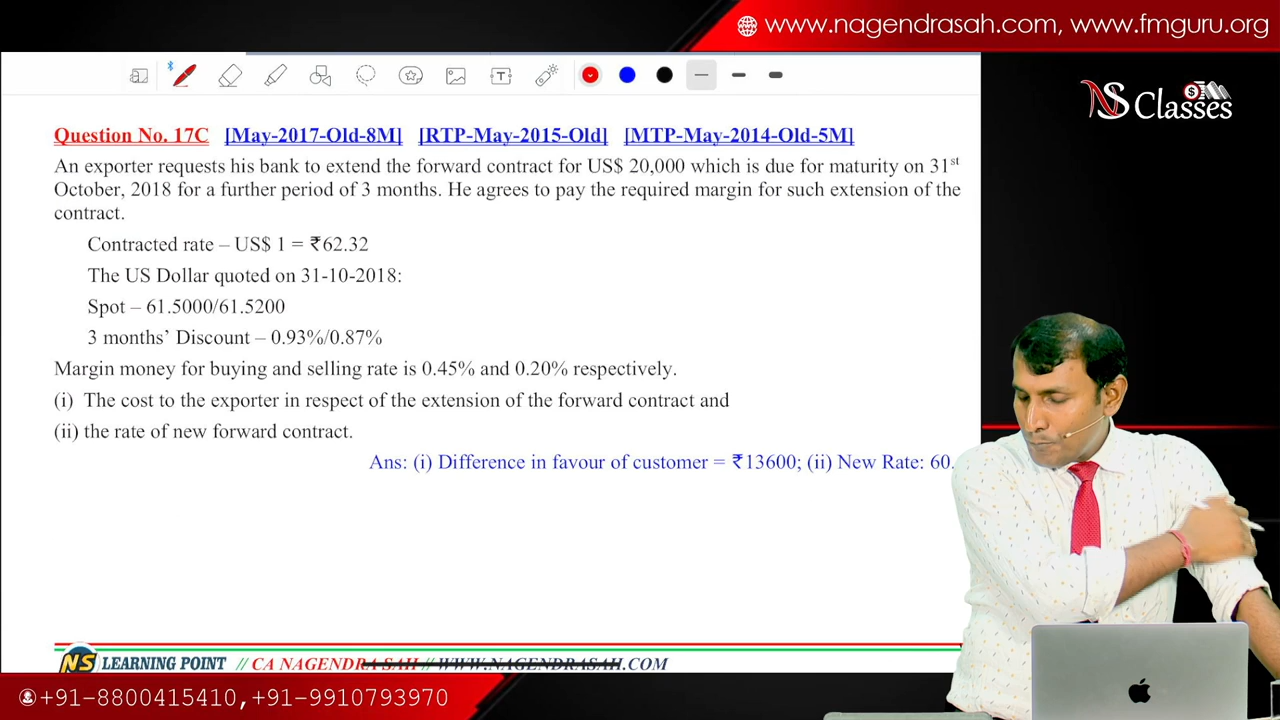 www.nagendrasah.com, www.fmguru.org
NS Classes
Question No. 17C [May-2017-Old-8M] [RTP-May-2015-Old] [MTP-May-2014-Old-5M]
An exporter requests his bank to extend the forward contract for US$ 20,000 which is due for maturity on 31st
October, 2018 for a further period of 3 months. He agrees to pay the required margin for such extension of the
contract.
Contracted rate – US$ 1 = ₹62.32
The US Dollar quoted on 31-10-2018:
Spot – 61.5000/61.5200
3 months’ Discount – 0.93%/0.87%
Margin money for buying and selling rate is 0.45% and 0.20% respectively.
(i) The cost to the exporter in respect of the extension of the forward contract and
(ii) the rate of new forward contract.
Ans: (i) Difference in favour of customer = ₹13600; (ii) New Rate: 60.
NS LEARNING POINT // CA NAGENDRA SAH // WWW.NAGENDRASAH.COM
+91-8800415410,+91-9910793970